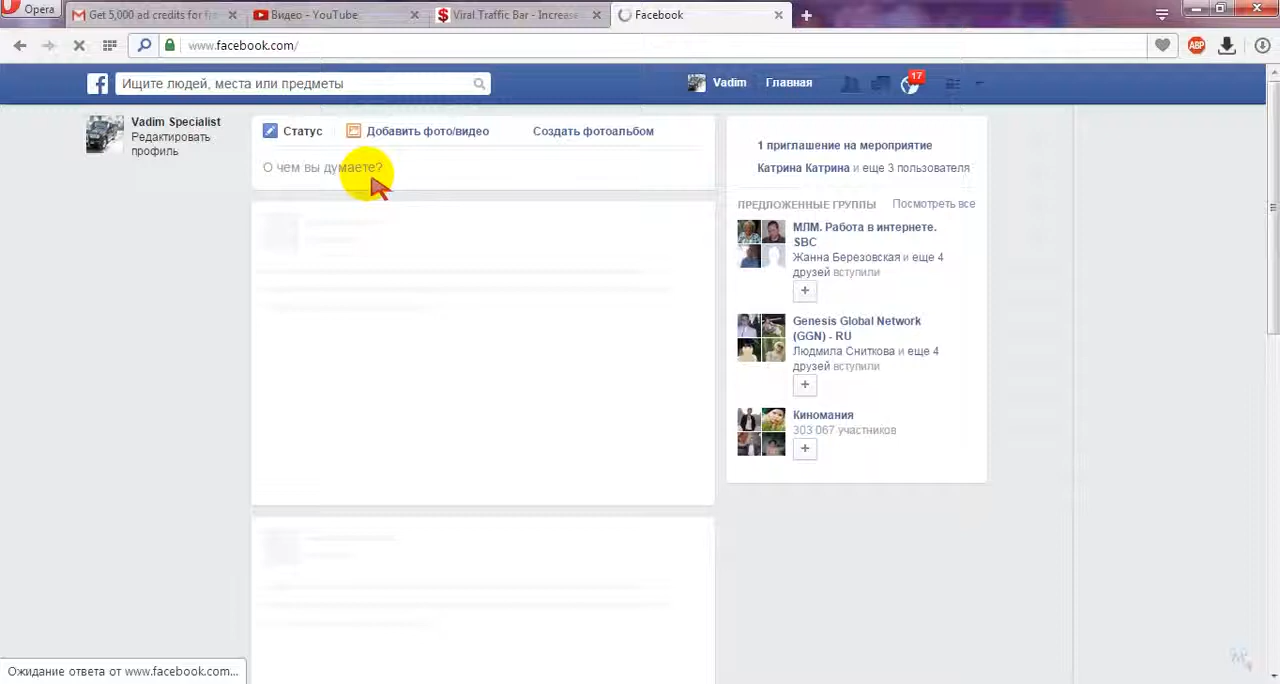 Opera
Get 5,000 ad credits for fr
Видео - YouTube
Viral Traffic Bar - Increase
Facebook
www.facebook.com/
ABP
Ищите людей, места или предметы
Vadim
Главная
17
Vadim Specialist
Редактировать
профиль
Статус
Добавить фото/видео
Создать фотоальбом
О чем вы думаете?
1 приглашение на мероприятие
Катрина Катрина и еще 3 пользователя
ПРЕДЛОЖЕННЫЕ ГРУППЫ
Посмотреть все
МЛМ. Работа в интернете.
SBC
Жанна Березовская и еще 4
друзей вступили
Genesis Global Network
(GGN) - RU
Людмила Сниткова и еще 4
друзей вступили
Киномания
303 067 участников
Ожидание ответа от www.facebook.com...